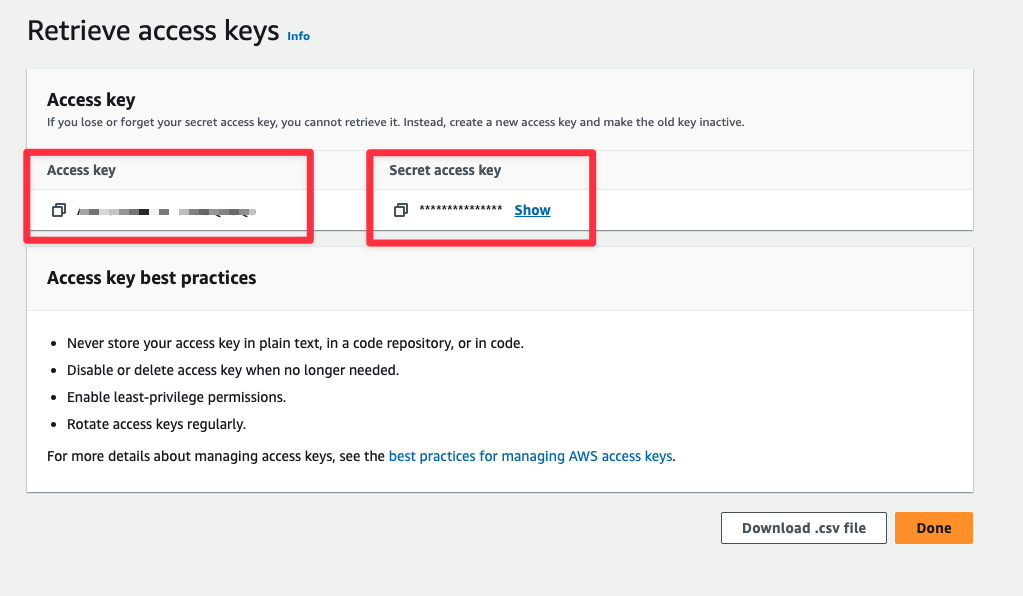 Retrieve access keys Info
Access key
If you lose or forget your secret access key, you cannot retrieve it. Instead, create a new access key and make the old key inactive.
Access key
Secret access key
*************** Show
Access key best practices
• Never store your access key in plain text, in a code repository, or in code.
• Disable or delete access key when no longer needed.
• Enable least-privilege permissions.
• Rotate access keys regularly.
For more details about managing access keys, see the best practices for managing AWS access keys.
Download .csv file
Done